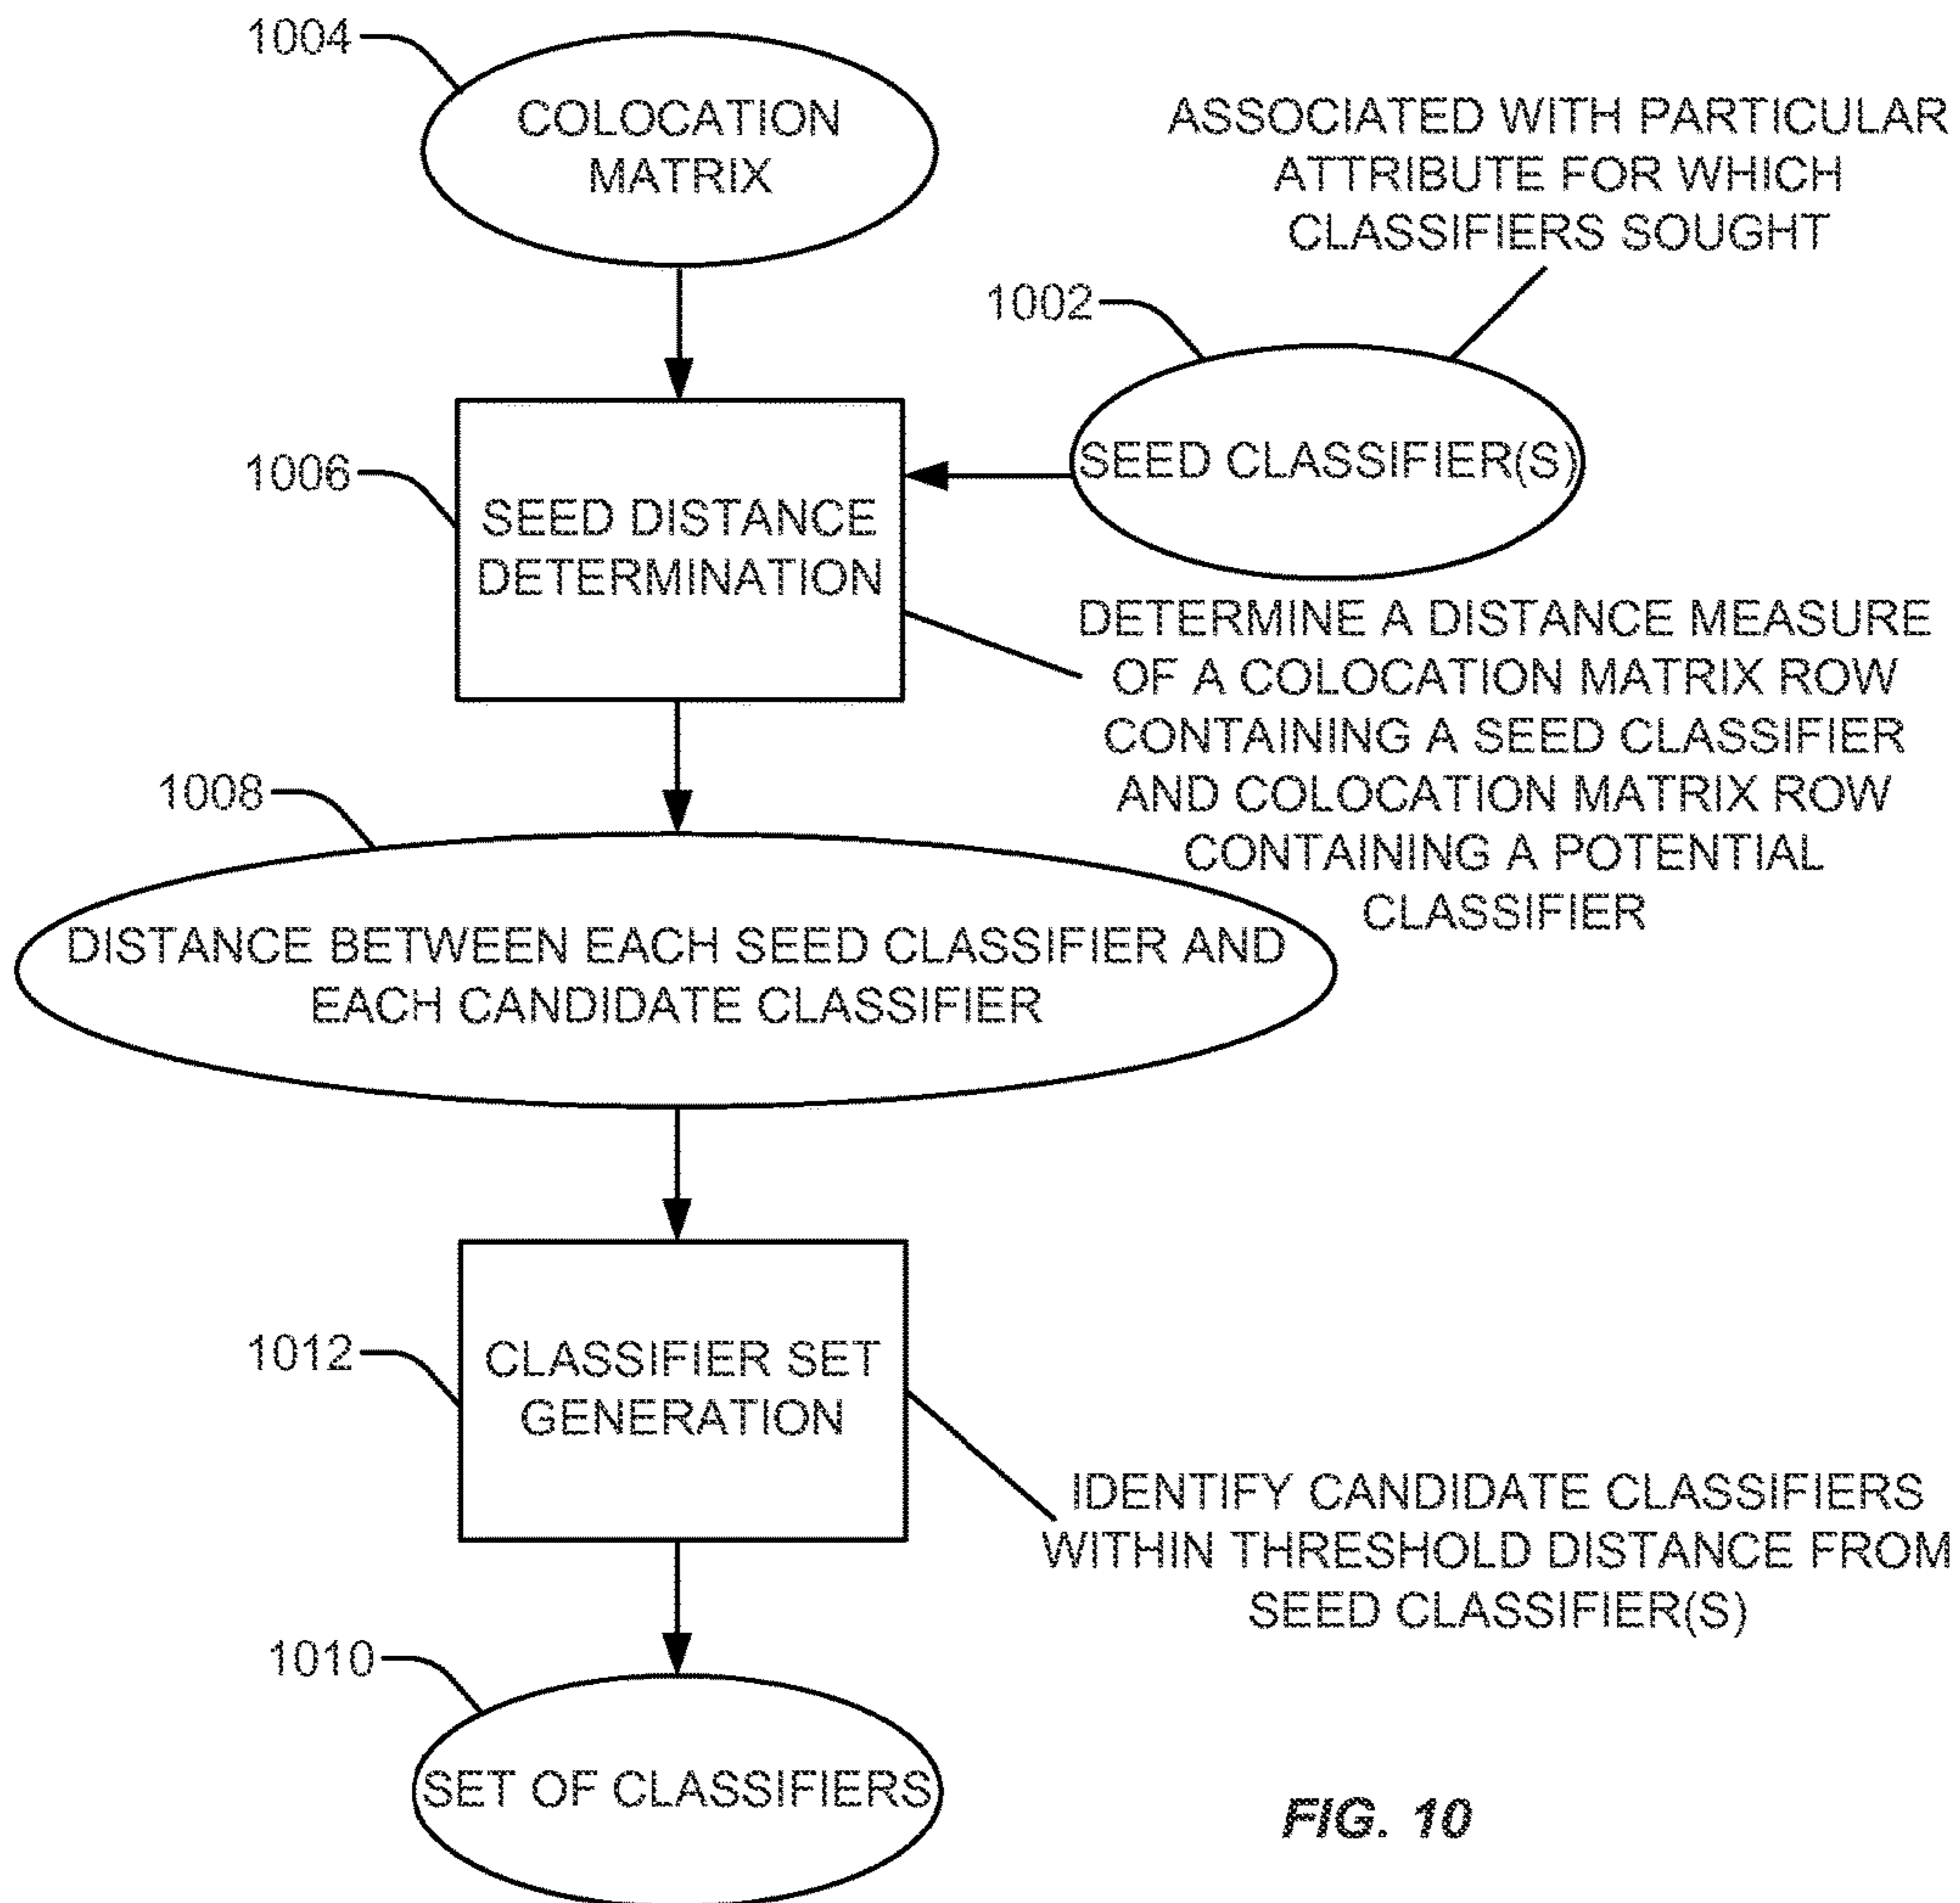 1004
COLOCATION
MATRIX
ASSOCIATED WITH PARTICULAR
ATTRIBUTE FOR WHICH
CLASSIFIERS SOUGHT
1002
SEED CLASSIFIER(S)
1006
SEED DISTANCE
DETERMINATION
DETERMINE A DISTANCE MEASURE
OF A COLOCATION MATRIX ROW
CONTAINING A SEED CLASSIFIER
AND COLOCATION MATRIX ROW
CONTAINING A POTENTIAL
CLASSIFIER
1008
DISTANCE BETWEEN EACH SEED CLASSIFIER AND
EACH CANDIDATE CLASSIFIER
1012
CLASSIFIER SET
GENERATION
IDENTIFY CANDIDATE CLASSIFIERS
WITHIN THRESHOLD DISTANCE FROM
SEED CLASSIFIER(S)
1010
SET OF CLASSIFIERS
FIG. 10